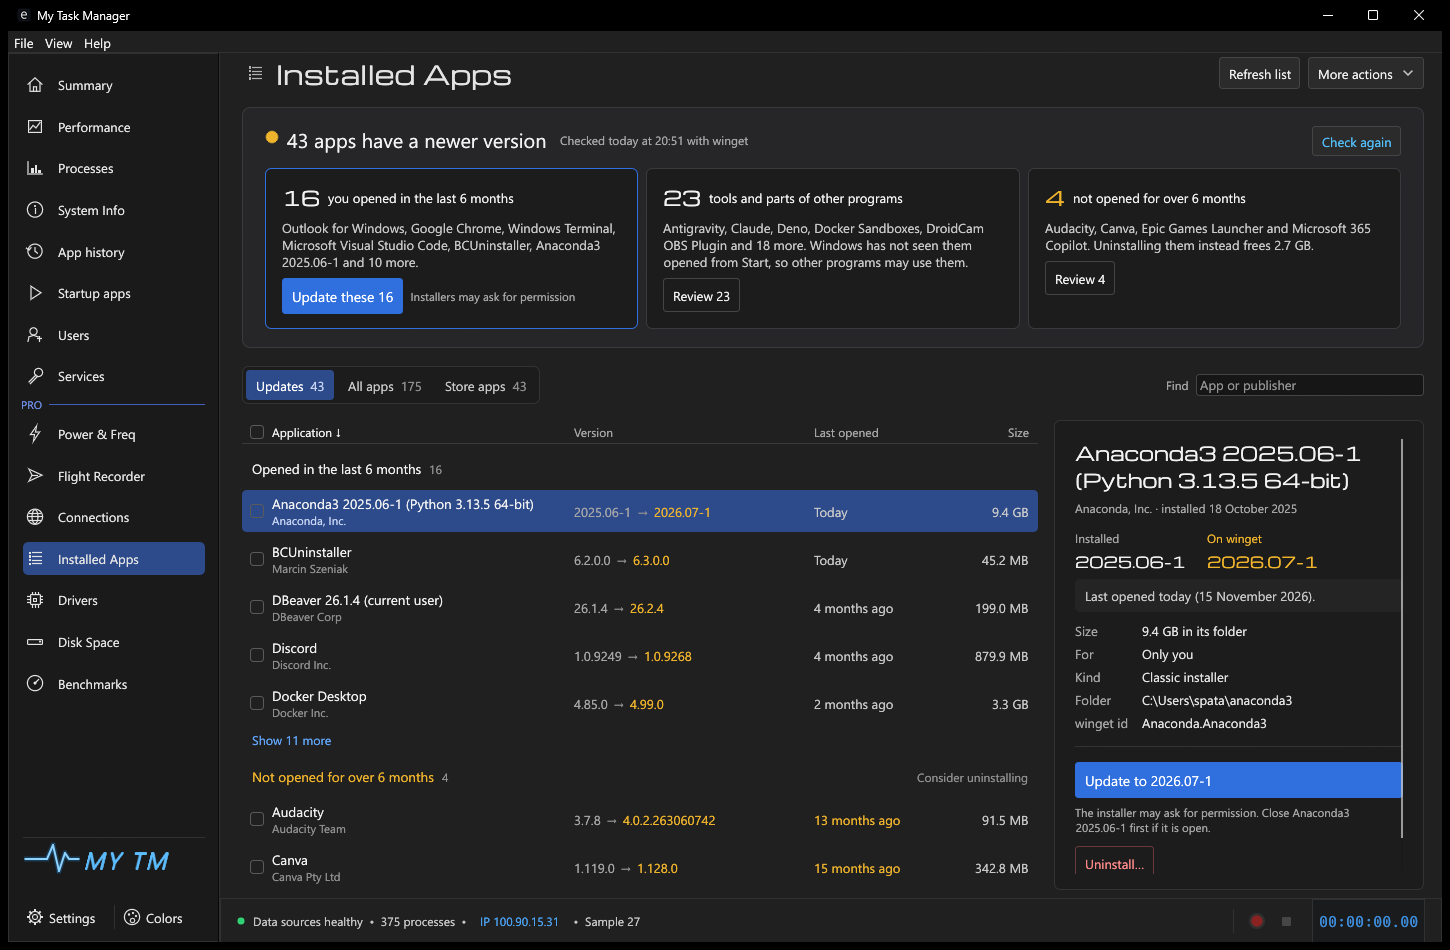 My Task Manager
File View Help
Summary
Performance
Processes
System Info
App history
Startup apps
Users
Services
PRO
Power & Freq
Flight Recorder
Connections
Installed Apps
Drivers
Disk Space
Benchmarks
MY TM
Settings
Colors
Installed Apps
Refresh list
More actions
43 apps have a newer version
Checked today at 20:51 with winget
Check again
16 you opened in the last 6 months
Outlook for Windows, Google Chrome, Windows Terminal,
Microsoft Visual Studio Code, BCUninstaller, Anaconda3
2025.06-1 and 10 more.
Update these 16
Installers may ask for permission
23 tools and parts of other programs
Antigravity, Claude, Deno, Docker Sandboxes, DroidCam
OBS Plugin and 18 more. Windows has not seen them
opened from Start, so other programs may use them.
Review 23
4 not opened for over 6 months
Audacity, Canva, Epic Games Launcher and Microsoft 365
Copilot. Uninstalling them instead frees 2.7 GB.
Review 4
Updates 43
All apps 175
Store apps 43
Find
App or publisher
Application ↓ Version Last opened Size
Opened in the last 6 months 16
Anaconda3 2025.06-1 (Python 3.13.5 64-bit)
Anaconda, Inc.
2025.06-1 → 2026.07-1 Today 9.4 GB
BCUninstaller
Marcin Szeniak
6.2.0.0 → 6.3.0.0 Today 45.2 MB
DBeaver 26.1.4 (current user)
DBeaver Corp
26.1.4 → 26.2.4 4 months ago 199.0 MB
Discord
Discord Inc.
1.0.9249 → 1.0.9268 4 months ago 879.9 MB
Docker Desktop
Docker Inc.
4.85.0 → 4.99.0 2 months ago 3.3 GB
Show 11 more
Not opened for over 6 months 4
Consider uninstalling
Audacity
Audacity Team
3.7.8 → 4.0.2.263060742 13 months ago 91.5 MB
Canva
Canva Pty Ltd
1.119.0 → 1.128.0 15 months ago 342.8 MB
Anaconda3 2025.06-1
(Python 3.13.5 64-bit)
Anaconda, Inc. · installed 18 October 2025
Installed On winget
2025.06-1 2026.07-1
Last opened today (15 November 2026).
Size 9.4 GB in its folder
For Only you
Kind Classic installer
Folder C:\Users\spata\anaconda3
winget id Anaconda.Anaconda3
Update to 2026.07-1
The installer may ask for permission. Close Anaconda3
2025.06-1 first if it is open.
Uninstall...
Data sources healthy • 375 processes • IP 100.90.15.31 • Sample 27
00:00:00.00